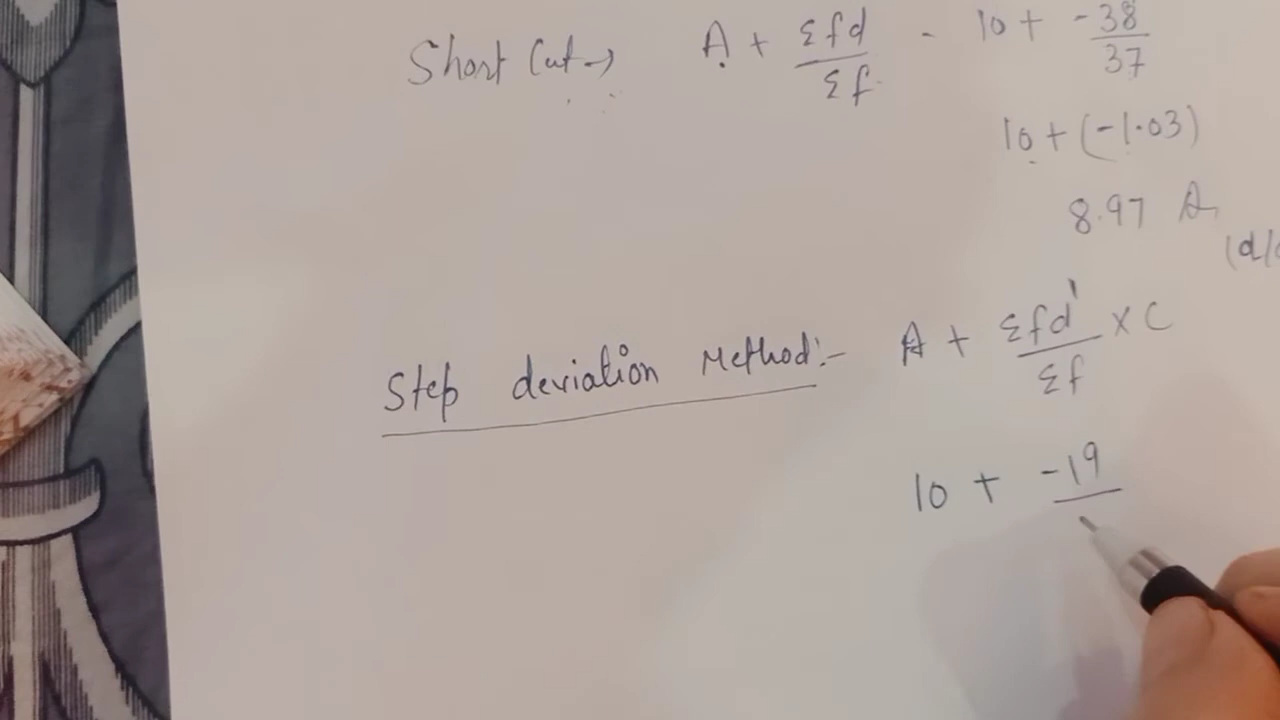 Short Cut → A + Σfd / Σf - 10 + -38 / 37
10 + (-1.03)
8.97 A
(d/c
Step deviation Method:- A + Σfd' / Σf × C
10 + -19